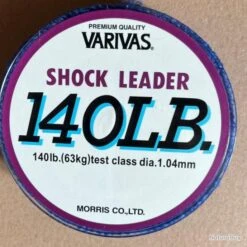 PREMIUM QUALITY
VARIVAS®
SHOCK LEADER
140LB.
140lb.(63kg)test class dia.1.04mm
MORRIS CO.,LTD.